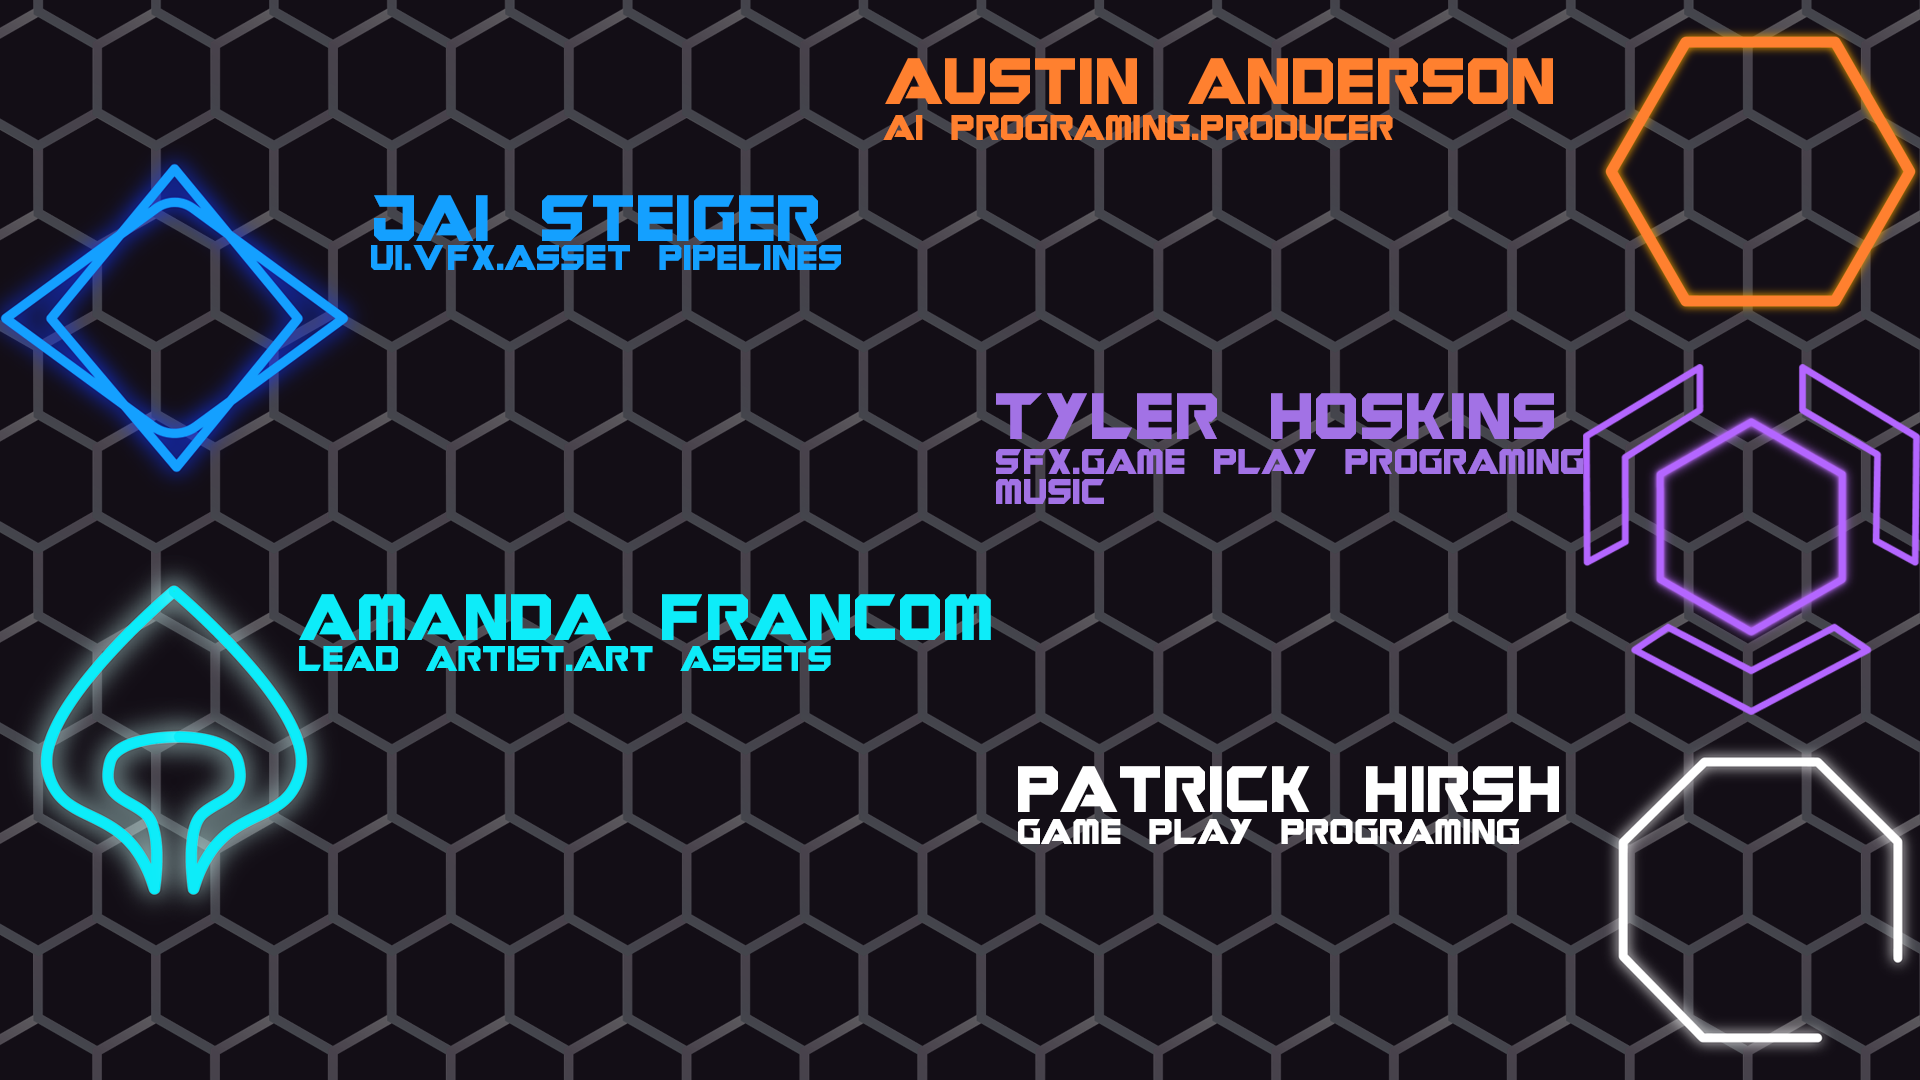 AUSTIN ANDERSON
AI PROGRAMING.PRODUCER
JAI STEIGER
UI.VFX.ASSET PIPELINES
TYLER HOSKINS
SFX.GAME PLAY PROGRAMING
MUSIC
AMANDA FRANCOM
LEAD ARTIST.ART ASSETS
PATRICK HIRSH
GAME PLAY PROGRAMING